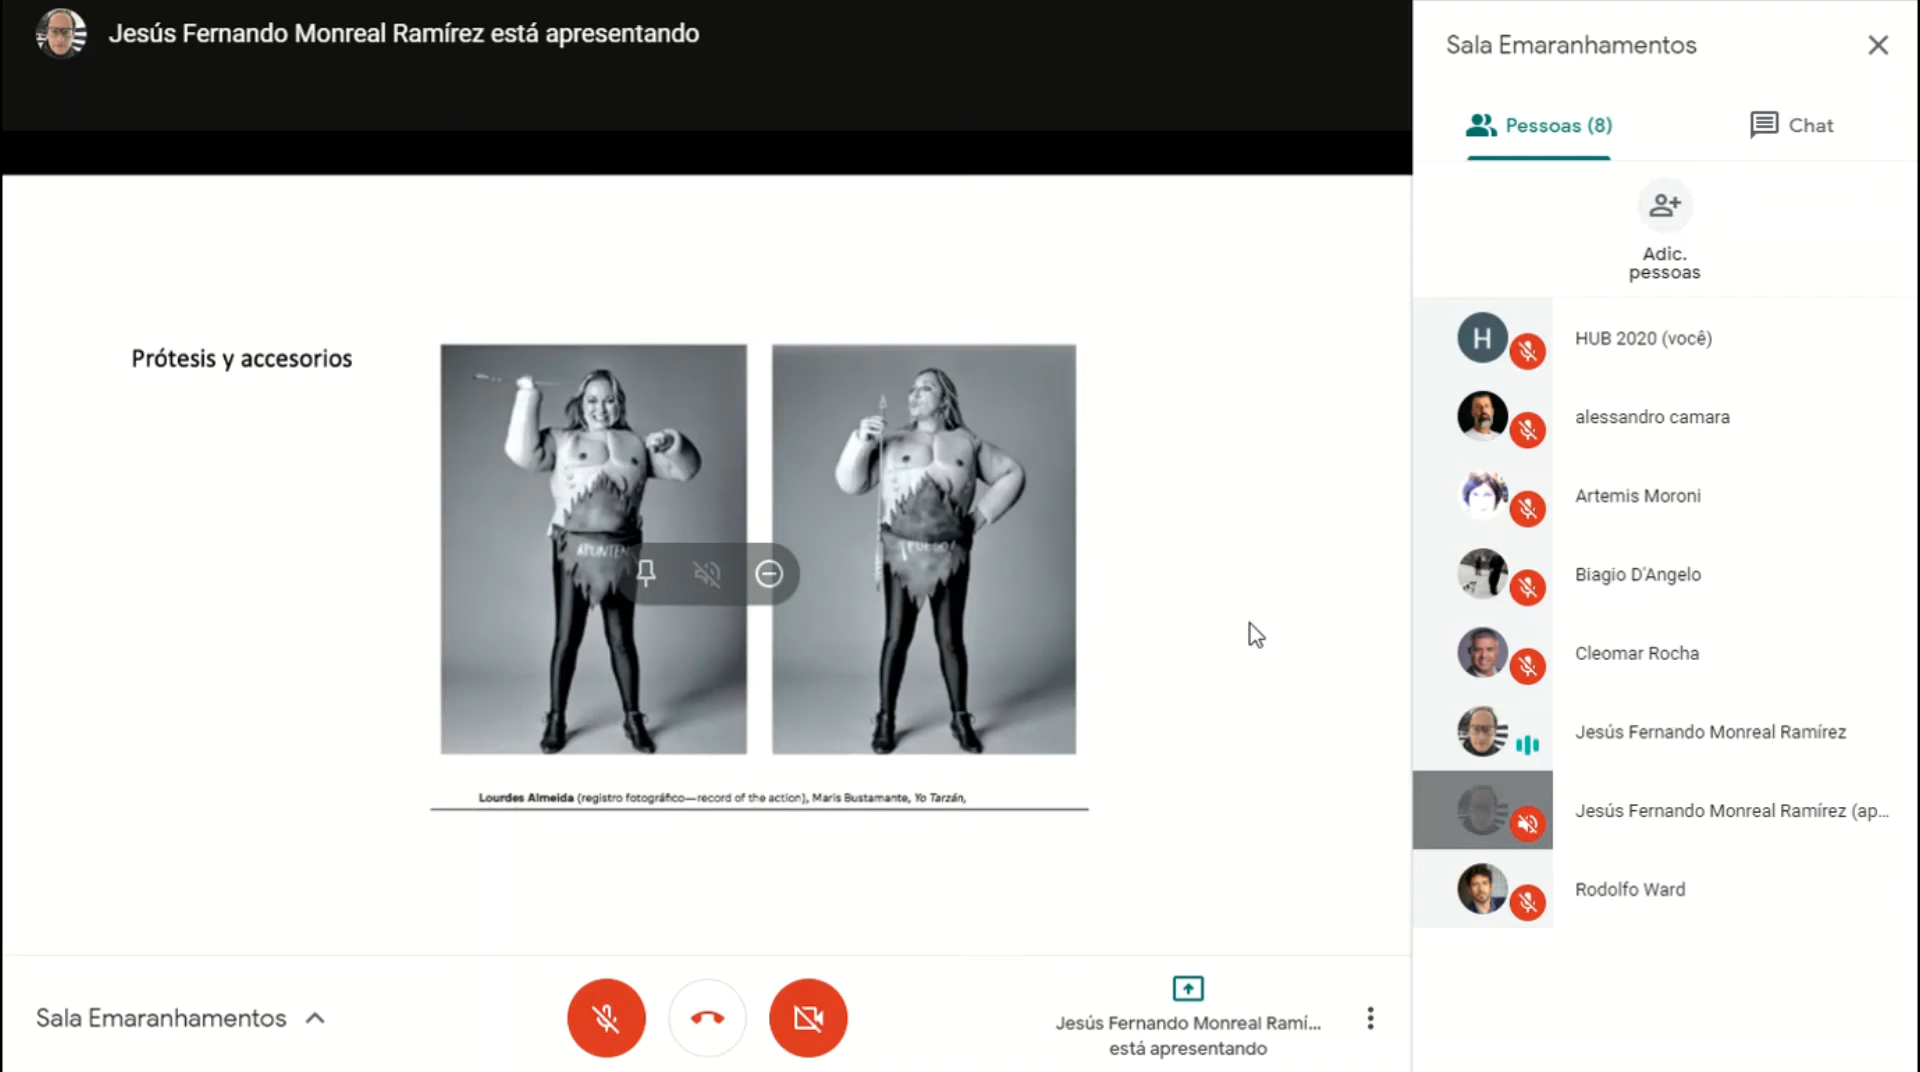 Jesús Fernando Monreal Ramírez está apresentando
Prótesis y accesorios
APUNTEN
¡FUEGO!
Lourdes Almeida (registro fotográfico—record of the action), Maris Bustamante, Yo Tarzán,
Sala Emaranhamentos
Jesús Fernando Monreal Ramí...
está apresentando
Sala Emaranhamentos
Pessoas (8)
Chat
Adic.
pessoas
H
HUB 2020 (você)
alessandro camara
Artemis Moroni
Biagio D'Angelo
Cleomar Rocha
Jesús Fernando Monreal Ramírez
Jesús Fernando Monreal Ramírez (ap...
Rodolfo Ward